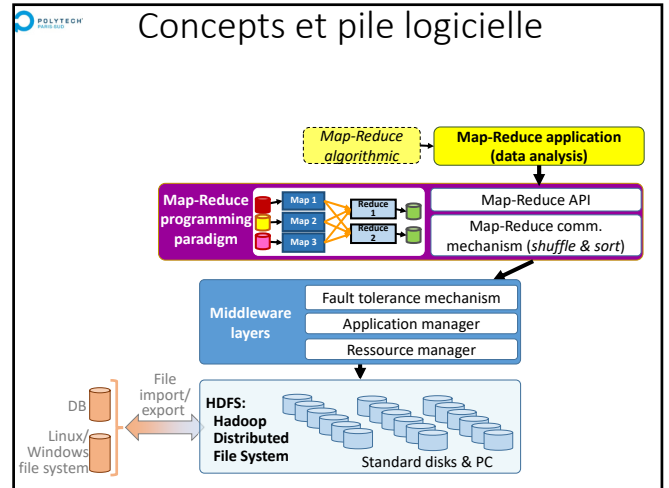 POLYTECH'
PARIS-SUD
Concepts et pile logicielle
Map-Reduce
algorithmic
Map-Reduce application
(data analysis)
Map-Reduce
programming
paradigm
Map 1
Map 2
Map 3
Reduce
1
Reduce
2
Map-Reduce API
Map-Reduce comm.
mechanism (shuffle & sort)
Middleware
layers
Fault tolerance mechanism
Application manager
Ressource manager
DB
Linux/
Windows
file system
File
import/
export
HDFS:
Hadoop
Distributed
File System
Standard disks & PC